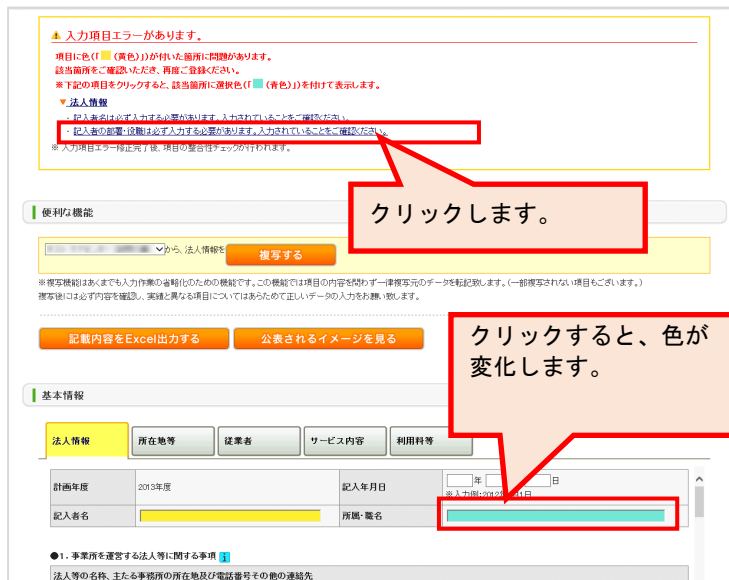 入力項目エラーがあります。
項目に色(「 (黄色)」)が付いた箇所に問題があります。
該当箇所をご確認いただき、再度ご登録ください。
※下記の項目をクリックすると、該当箇所に選択色(「 (青色)」)を付けて表示します。
▼法人情報
・記入者名は必ず入力する必要があります。入力されていることをご確認ください。
・記入者の部署・役職は必ず入力する必要があります。入力されていることをご確認ください。
※ 入力項目エラー修正完了後、項目の整合性チェックが行われます。
クリックします。
便利な機能
から、法人情報を
複写する
※複写機能はあくまでも入力作業の省略化のための機能です。この機能では項目の内容を問わず一律複写元のデータを転記致します。(一部複写されない項目もございます。)
複写後には必ず内容を確認し、実績と異なる項目についてはあらためて正しいデータの入力をお願い致します。
記載内容をExcel出力する
公表されるイメージを見る
クリックすると、色が
変化します。
基本情報
法人情報 所在地等 従業者 サービス内容 利用料等
計画年度 2013年度 記入年月日 年 日
※入力例:2012 1日
記入者名 所属・職名
●1.事業所を運営する法人等に関する事項 i
法人等の名称、主たる事務所の所在地及び電話番号その他の連絡先